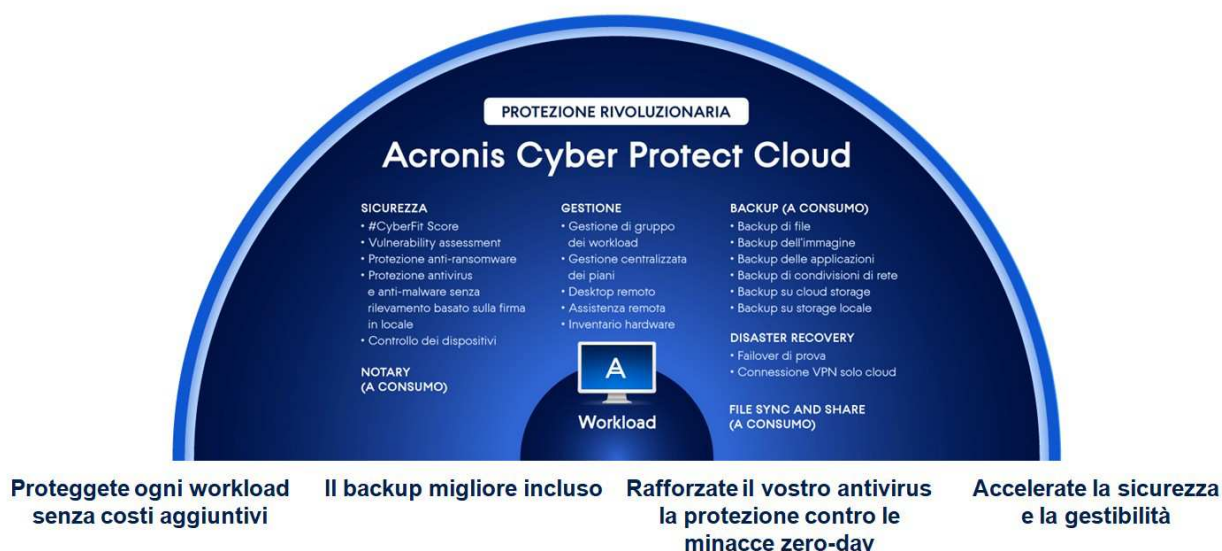 PROTEZIONE RIVOLUZIONARIA
Acronis Cyber Protect Cloud
SICUREZZA
• #CyberFit Score
• Vulnerability assessment
• Protezione anti-ransomware
• Protezione antivirus
e anti-malware senza
rilevamento basato sulla firma
in locale
• Controllo dei dispositivi
NOTARY
(A CONSUMO)
GESTIONE
• Gestione di gruppo
dei workload
• Gestione centralizzata
dei piani
• Desktop remoto
• Assistenza remota
• Inventario hardware
BACKUP (A CONSUMO)
• Backup di file
• Backup dell'immagine
• Backup delle applicazioni
• Backup di condivisioni di rete
• Backup su cloud storage
• Backup su storage locale
DISASTER RECOVERY
• Failover di prova
• Connessione VPN solo cloud
FILE SYNC AND SHARE
(A CONSUMO)
A
Workload
Proteggete ogni workload
senza costi aggiuntivi
Il backup migliore incluso
Rafforzate il vostro antivirus
la protezione contro le
minacce zero-day
Accelerate la sicurezza
e la gestibilità